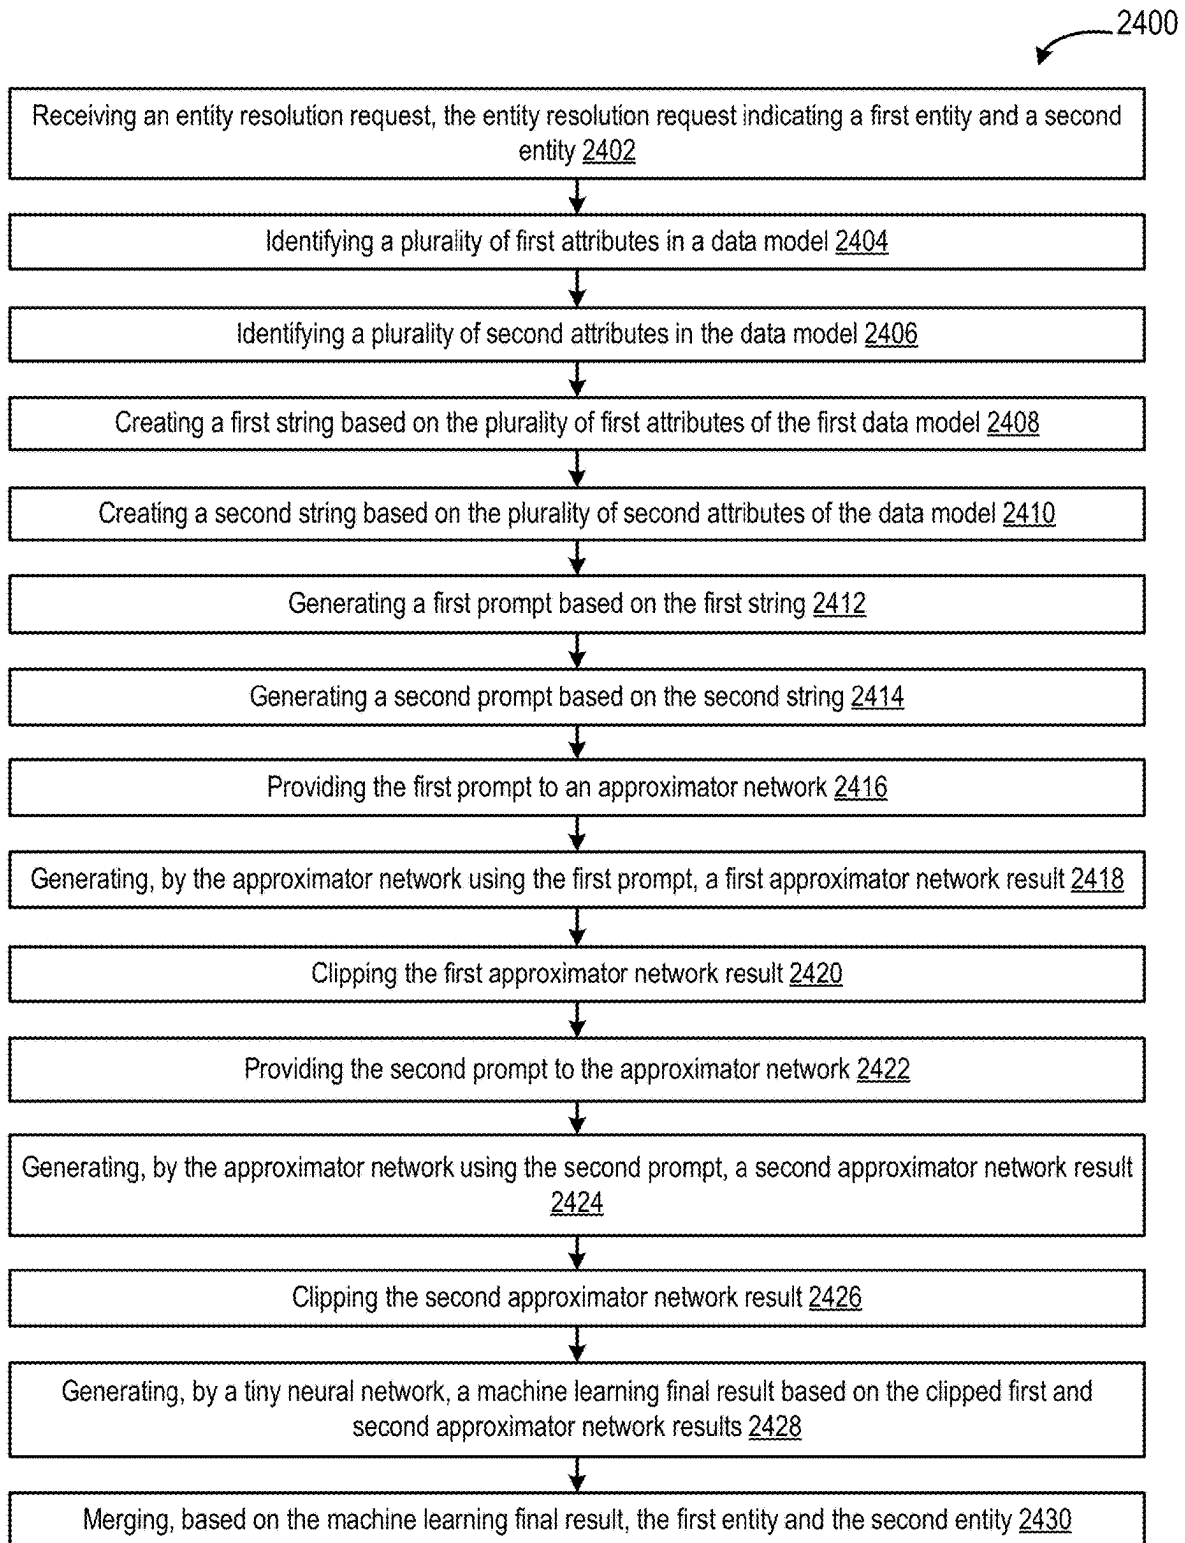 2400
Receiving an entity resolution request, the entity resolution request indicating a first entity and a second
entity 2402
Identifying a plurality of first attributes in a data model 2404
Identifying a plurality of second attributes in the data model 2406
Creating a first string based on the plurality of first attributes of the first data model 2408
Creating a second string based on the plurality of second attributes of the data model 2410
Generating a first prompt based on the first string 2412
Generating a second prompt based on the second string 2414
Providing the first prompt to an approximator network 2416
Generating, by the approximator network using the first prompt, a first approximator network result 2418
Clipping the first approximator network result 2420
Providing the second prompt to the approximator network 2422
Generating, by the approximator network using the second prompt, a second approximator network result
2424
Clipping the second approximator network result 2426
Generating, by a tiny neural network, a machine learning final result based on the clipped first and
second approximator network results 2428
Merging, based on the machine learning final result, the first entity and the second entity 2430